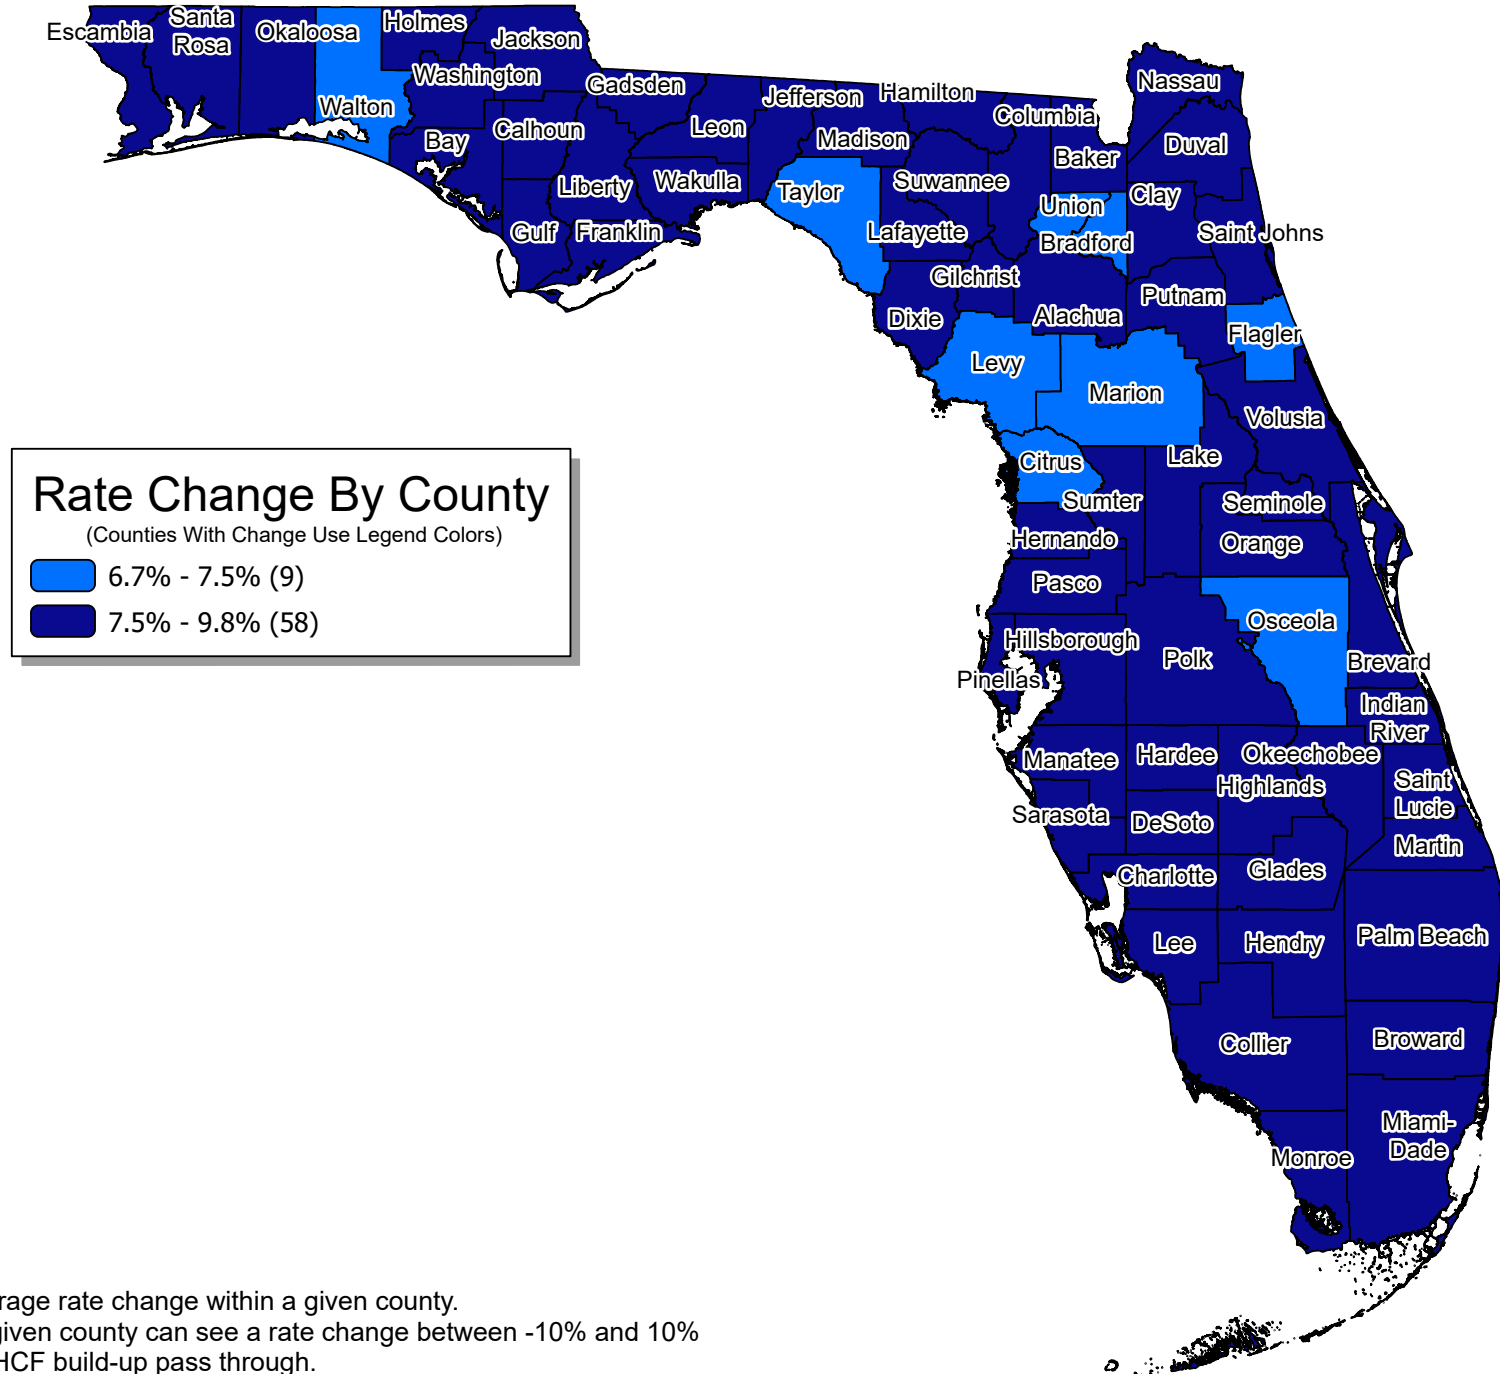 Escambia
Santa
Rosa
Okaloosa
Holmes
Jackson
Washington
Walton
Gadsden
Jefferson
Hamilton
Nassau
Columbia
Calhoun
Leon
Madison
Bay
Duval
Baker
Liberty
Wakulla
Taylor
Suwannee
Clay
Union
Gulf
Franklin
Lafayette
Bradford
Saint Johns
Gilchrist
Putnam
Dixie
Alachua
Flagler
Levy
Marion
Volusia
Citrus
Lake
Sumter
Seminole
Hernando
Orange
Pasco
Osceola
Hillsborough
Polk
Brevard
Pinellas
Indian
River
Manatee
Hardee
Okeechobee
Highlands
Saint
Lucie
Sarasota
DeSoto
Martin
Charlotte
Glades
Lee
Hendry
Palm Beach
Collier
Broward
Miami-
Dade
Monroe
Rate Change By County
(Counties With Change Use Legend Colors)
6.7% - 7.5% (9)
7.5% - 9.8% (58)
rage rate change within a given county.
given county can see a rate change between -10% and 10%
HCF build-up pass through.